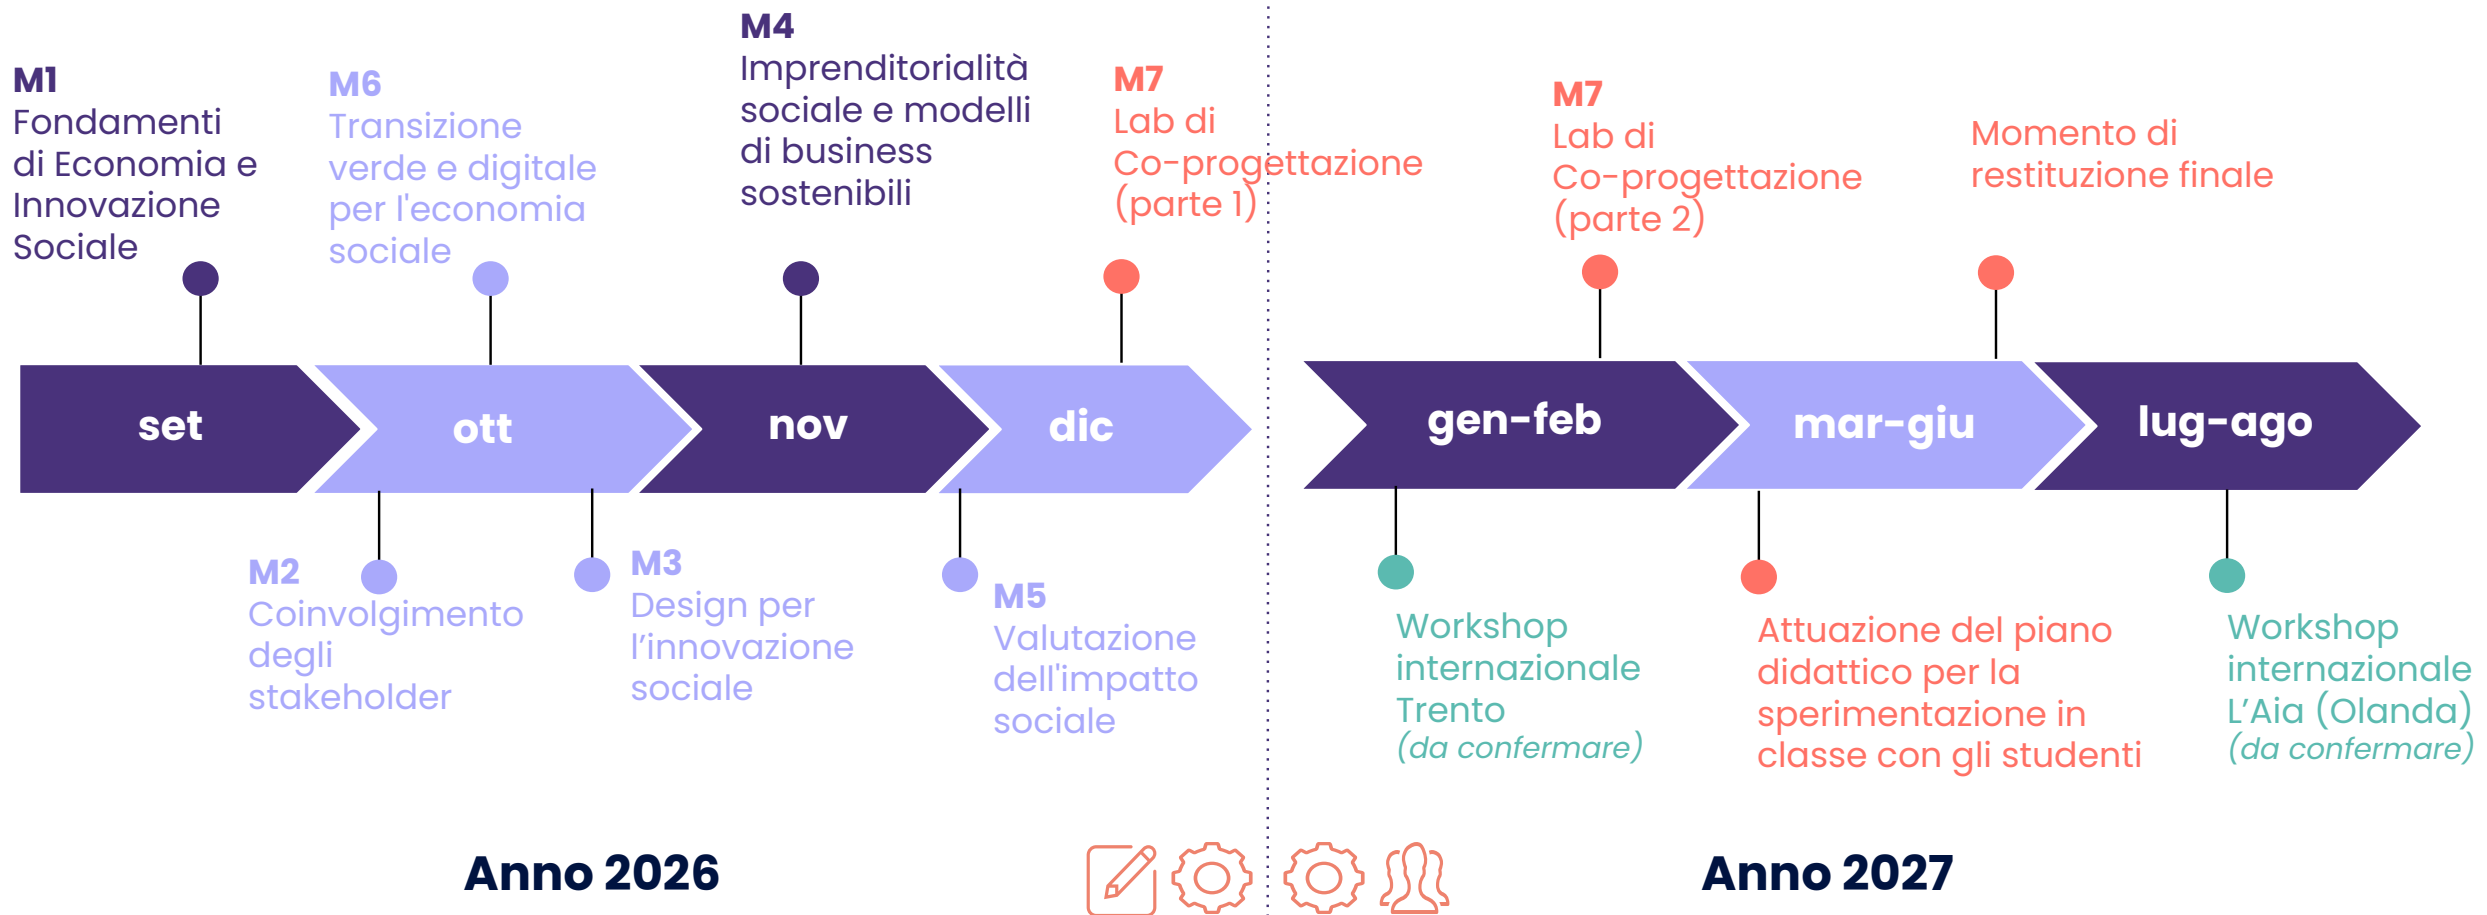 M1
Fondamenti
di Economia e
Innovazione
Sociale
M6
Transizione
verde e digitale
per l'economia
sociale
M4
Imprenditorialità
sociale e modelli
di business
sostenibili
M7
Lab di
Co-progettazione
(parte 1)
M7
Lab di
Co-progettazione
(parte 2)
Momento di
restituzione finale
set
ott
nov
dic
gen-feb
mar-giu
lug-ago
M2
Coinvolgimento
degli
stakeholder
M3
Design per
l’innovazione
sociale
M5
Valutazione
dell'impatto
sociale
Workshop
internazionale
Trento
(da confermare)
Attuazione del piano
didattico per la
sperimentazione in
classe con gli studenti
Workshop
internazionale
L’Aia (Olanda)
(da confermare)
Anno 2026
Anno 2027